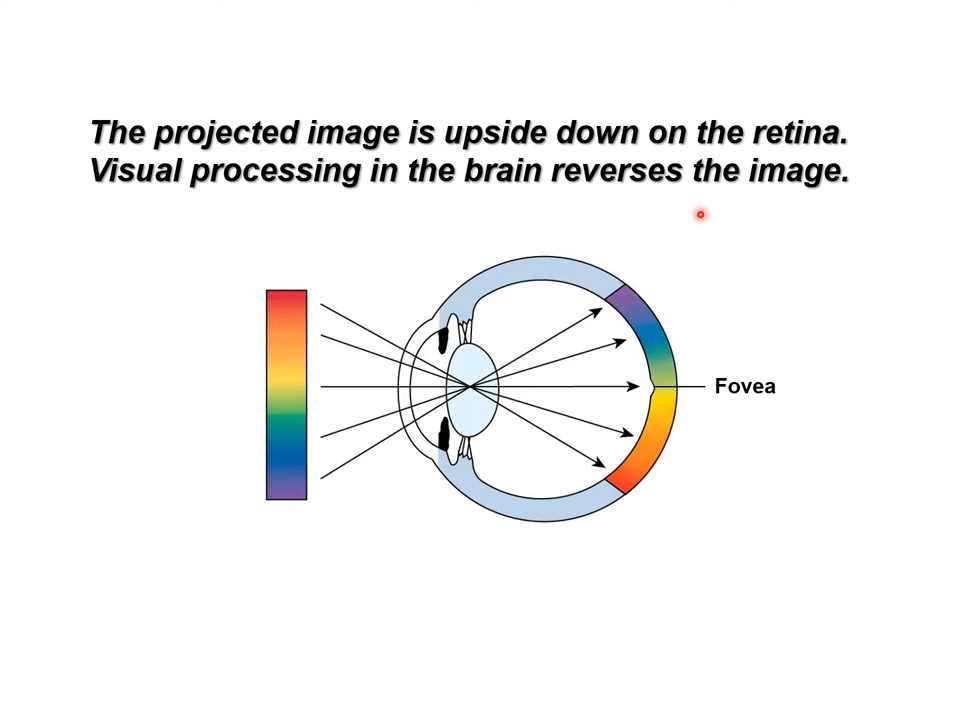 The projected image is upside down on the retina.
Visual processing in the brain reverses the image.
Fovea